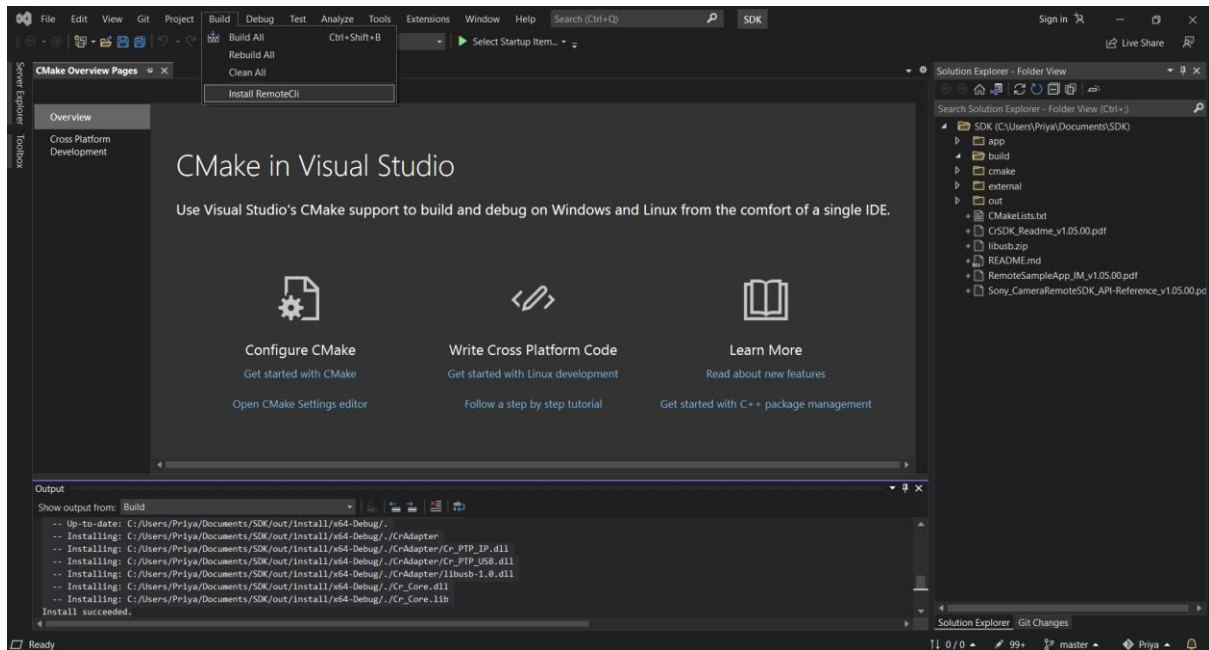 File Edit View Git Project Build Debug Test Analyze Tools Extensions Window Help Search (Ctrl+Q) SDK Sign in
Build All Ctrl+Shift+B
Rebuild All
Clean All
Install RemoteCli
Select Startup Item...
Live Share
Server Explorer
Toolbox
CMake Overview Pages
Overview
Cross Platform
Development
CMake in Visual Studio
Use Visual Studio's CMake support to build and debug on Windows and Linux from the comfort of a single IDE.
Configure CMake
Get started with CMake
Open CMake Settings editor
Write Cross Platform Code
Get started with Linux development
Follow a step by step tutorial
Learn More
Read about new features
Get started with C++ package management
Solution Explorer - Folder View
Search Solution Explorer - Folder View (Ctrl+;)
SDK (C:\Users\Priya\Documents\SDK)
app
build
cmake
external
out
CMakeLists.txt
CrSDK_Readme_v1.05.00.pdf
libusb.zip
README.md
RemoteSampleApp_IM_v1.05.00.pdf
Sony_CameraRemoteSDK_API-Reference_v1.05.00.pd
Output
Show output from: Build
-- Up-to-date: C:/Users/Priya/Documents/SDK/out/install/x64-Debug/.
-- Installing: C:/Users/Priya/Documents/SDK/out/install/x64-Debug/./CrAdapter
-- Installing: C:/Users/Priya/Documents/SDK/out/install/x64-Debug/./CrAdapter/Cr_PTP_IP.dll
-- Installing: C:/Users/Priya/Documents/SDK/out/install/x64-Debug/./CrAdapter/Cr_PTP_USB.dll
-- Installing: C:/Users/Priya/Documents/SDK/out/install/x64-Debug/./CrAdapter/libusb-1.0.dll
-- Installing: C:/Users/Priya/Documents/SDK/out/install/x64-Debug/./Cr_Core.dll
-- Installing: C:/Users/Priya/Documents/SDK/out/install/x64-Debug/./Cr_Core.lib
Install succeeded.
Solution Explorer Git Changes
Ready
0 / 0 99+ master Priya